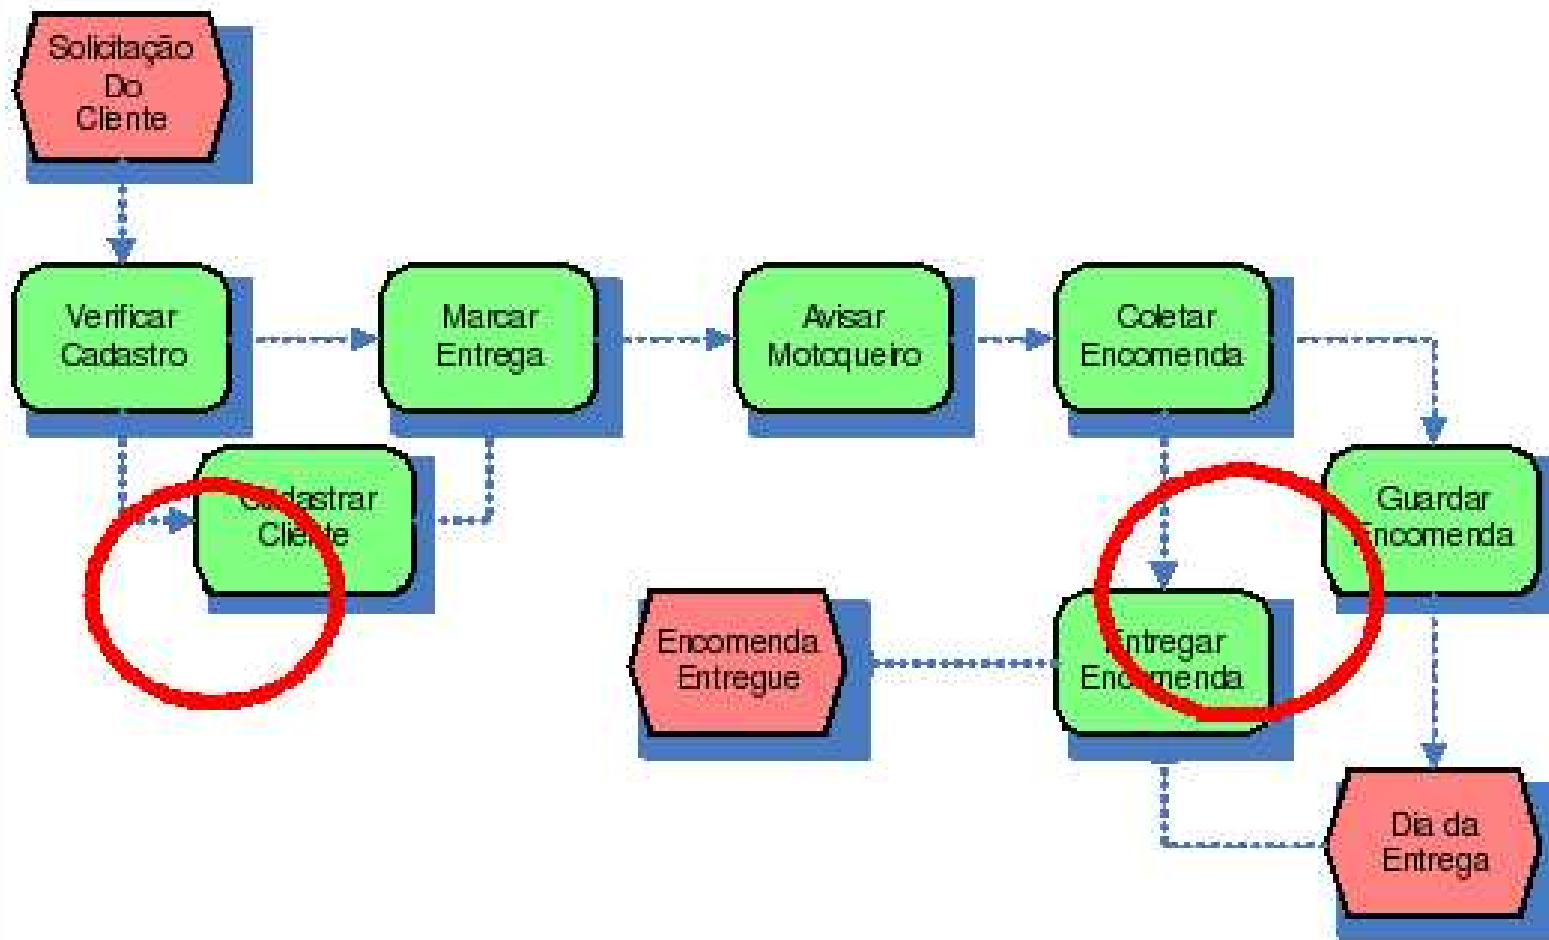 Solicitação
Do
Cliente
Verificar
Cadastro
Marcar
Entrega
Avisar
Motoqueiro
Coletar
Encomenda
Cadastrar
Cliente
Guardar
Encomenda
Encomenda
Entregue
Entregar
Encomenda
Dia da
Entrega